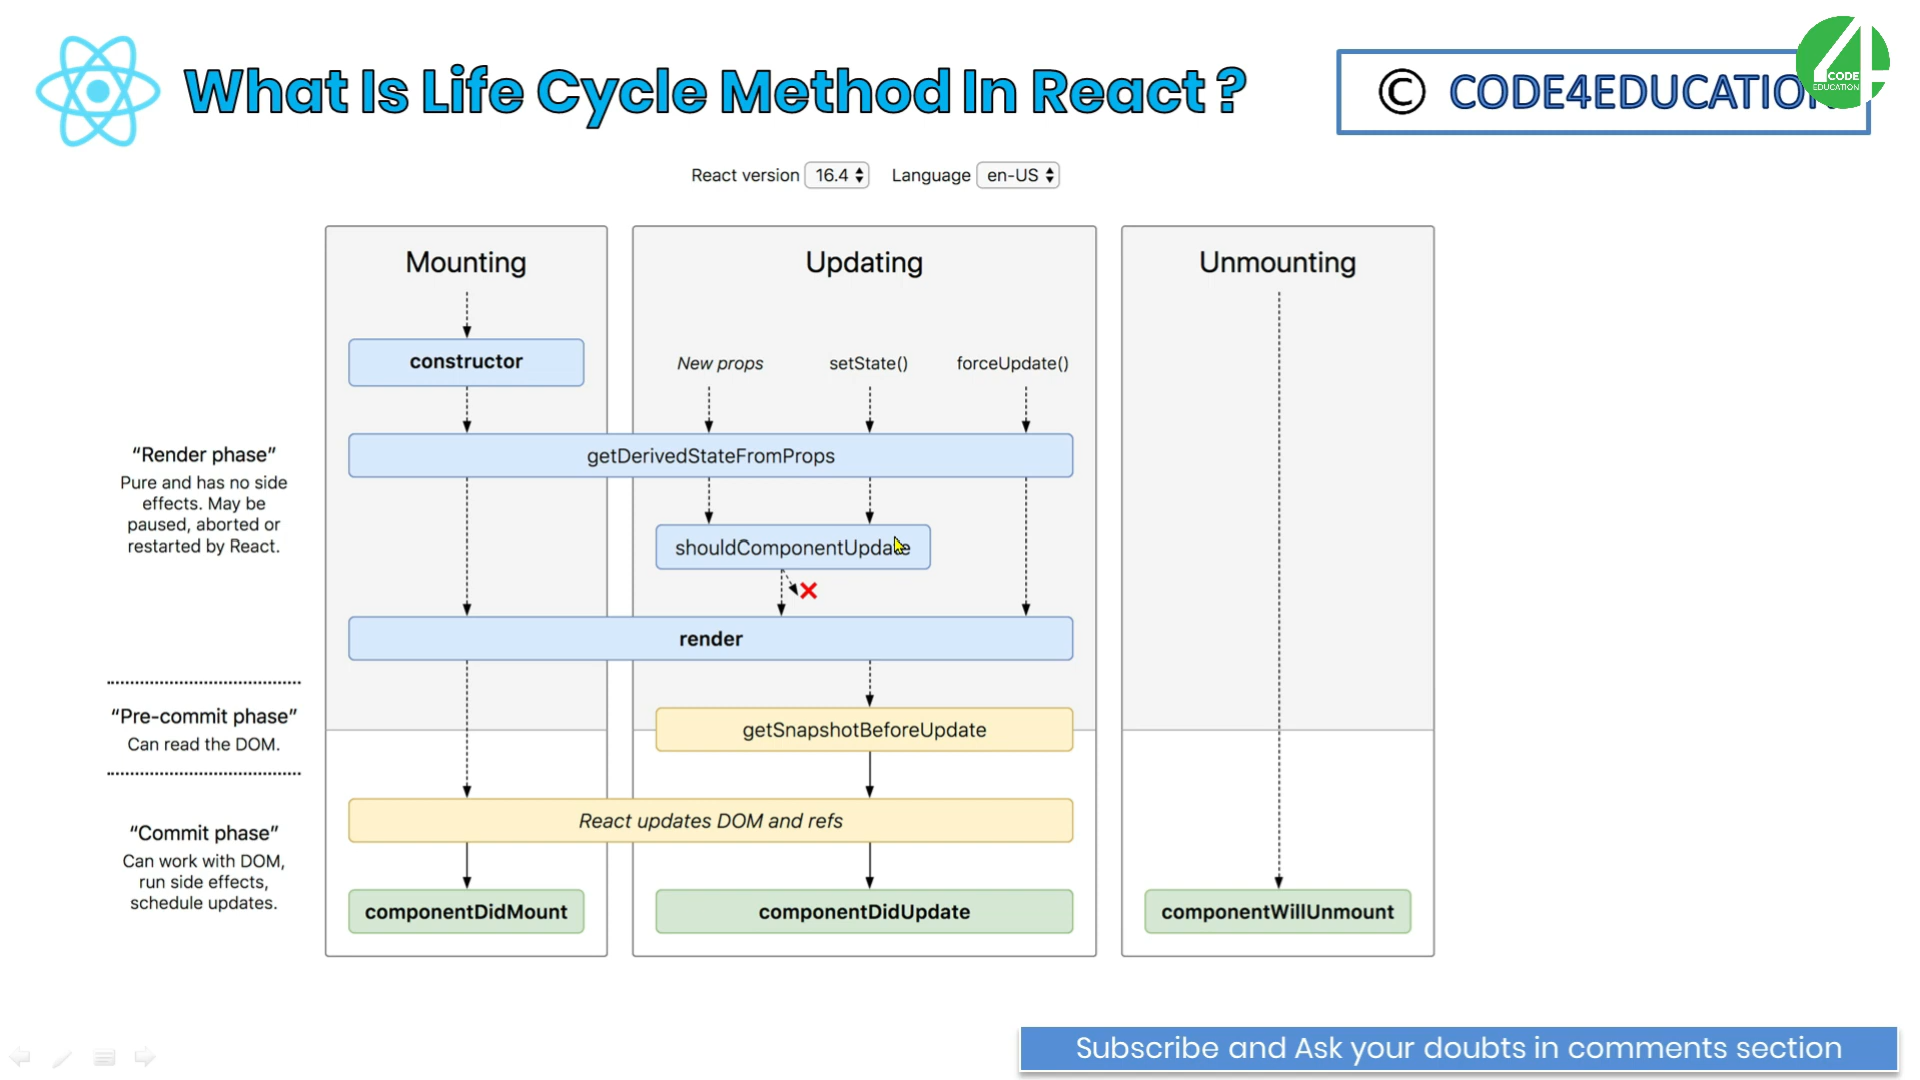 What Is Life Cycle Method In React ?
© CODE4EDUCATION
CODE
EDUCATION
React version 16.4 Language en-US
Mounting
Updating
Unmounting
constructor
New props
setState()
forceUpdate()
“Render phase”
Pure and has no side
effects. May be
paused, aborted or
restarted by React.
getDerivedStateFromProps
shouldComponentUpdate
render
“Pre-commit phase”
Can read the DOM.
getSnapshotBeforeUpdate
React updates DOM and refs
“Commit phase”
Can work with DOM,
run side effects,
schedule updates.
componentDidMount
componentDidUpdate
componentWillUnmount
Subscribe and Ask your doubts in comments section